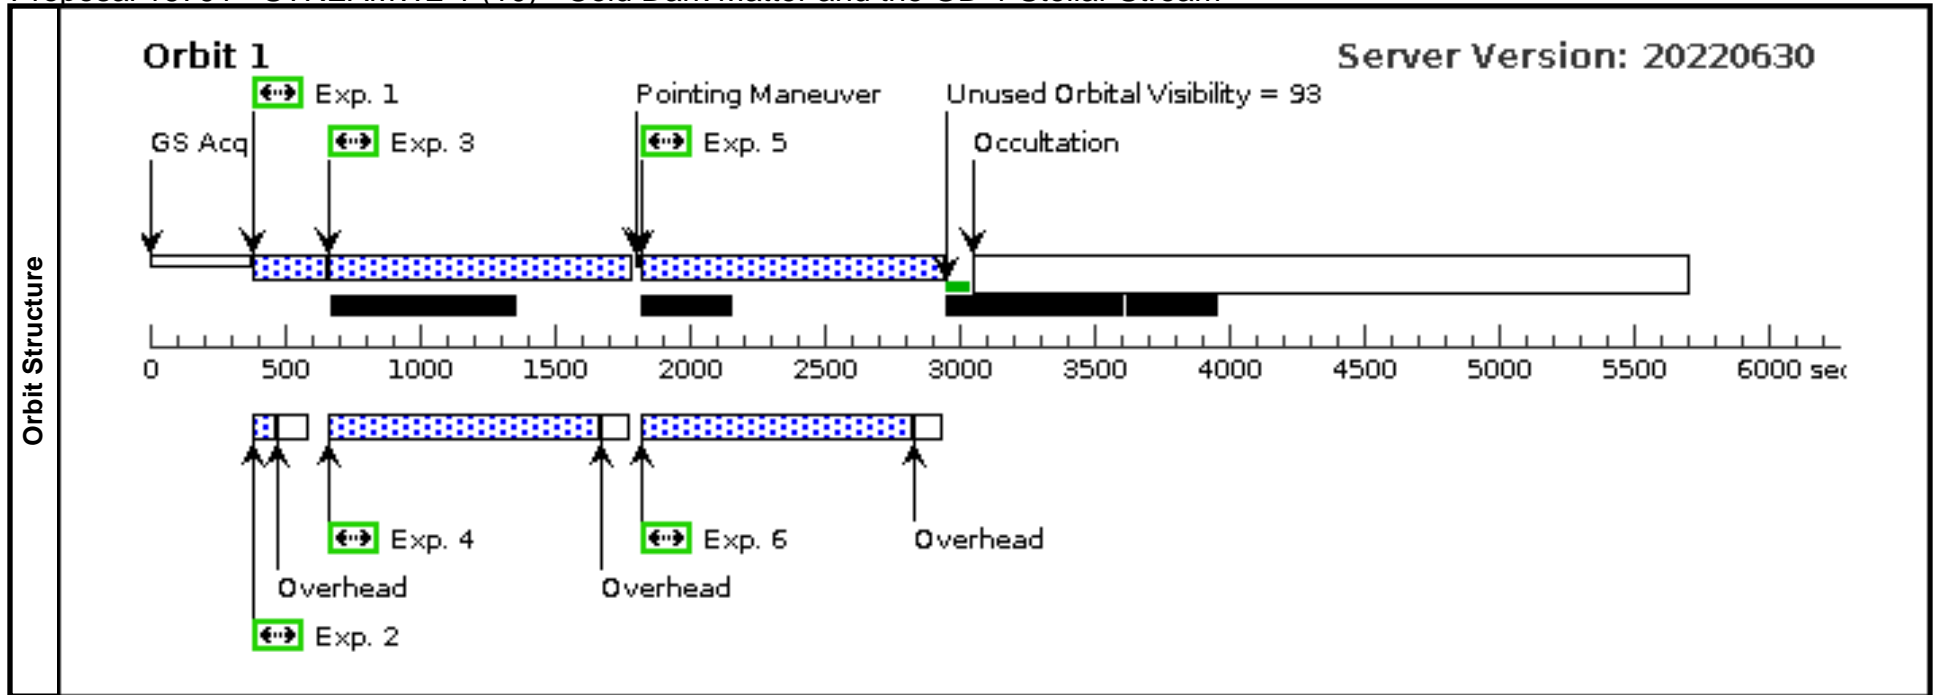 Orbit 1
Server Version: 20220630
Exp. 1
Pointing Maneuver
Unused Orbital Visibility = 93
GS Acq
Exp. 3
Exp. 5
Occultation
Orbit Structure
0 500 1000 1500 2000 2500 3000 3500 4000 4500 5000 5500 6000 sec
Exp. 4
Exp. 6
Overhead
Overhead
Overhead
Exp. 2